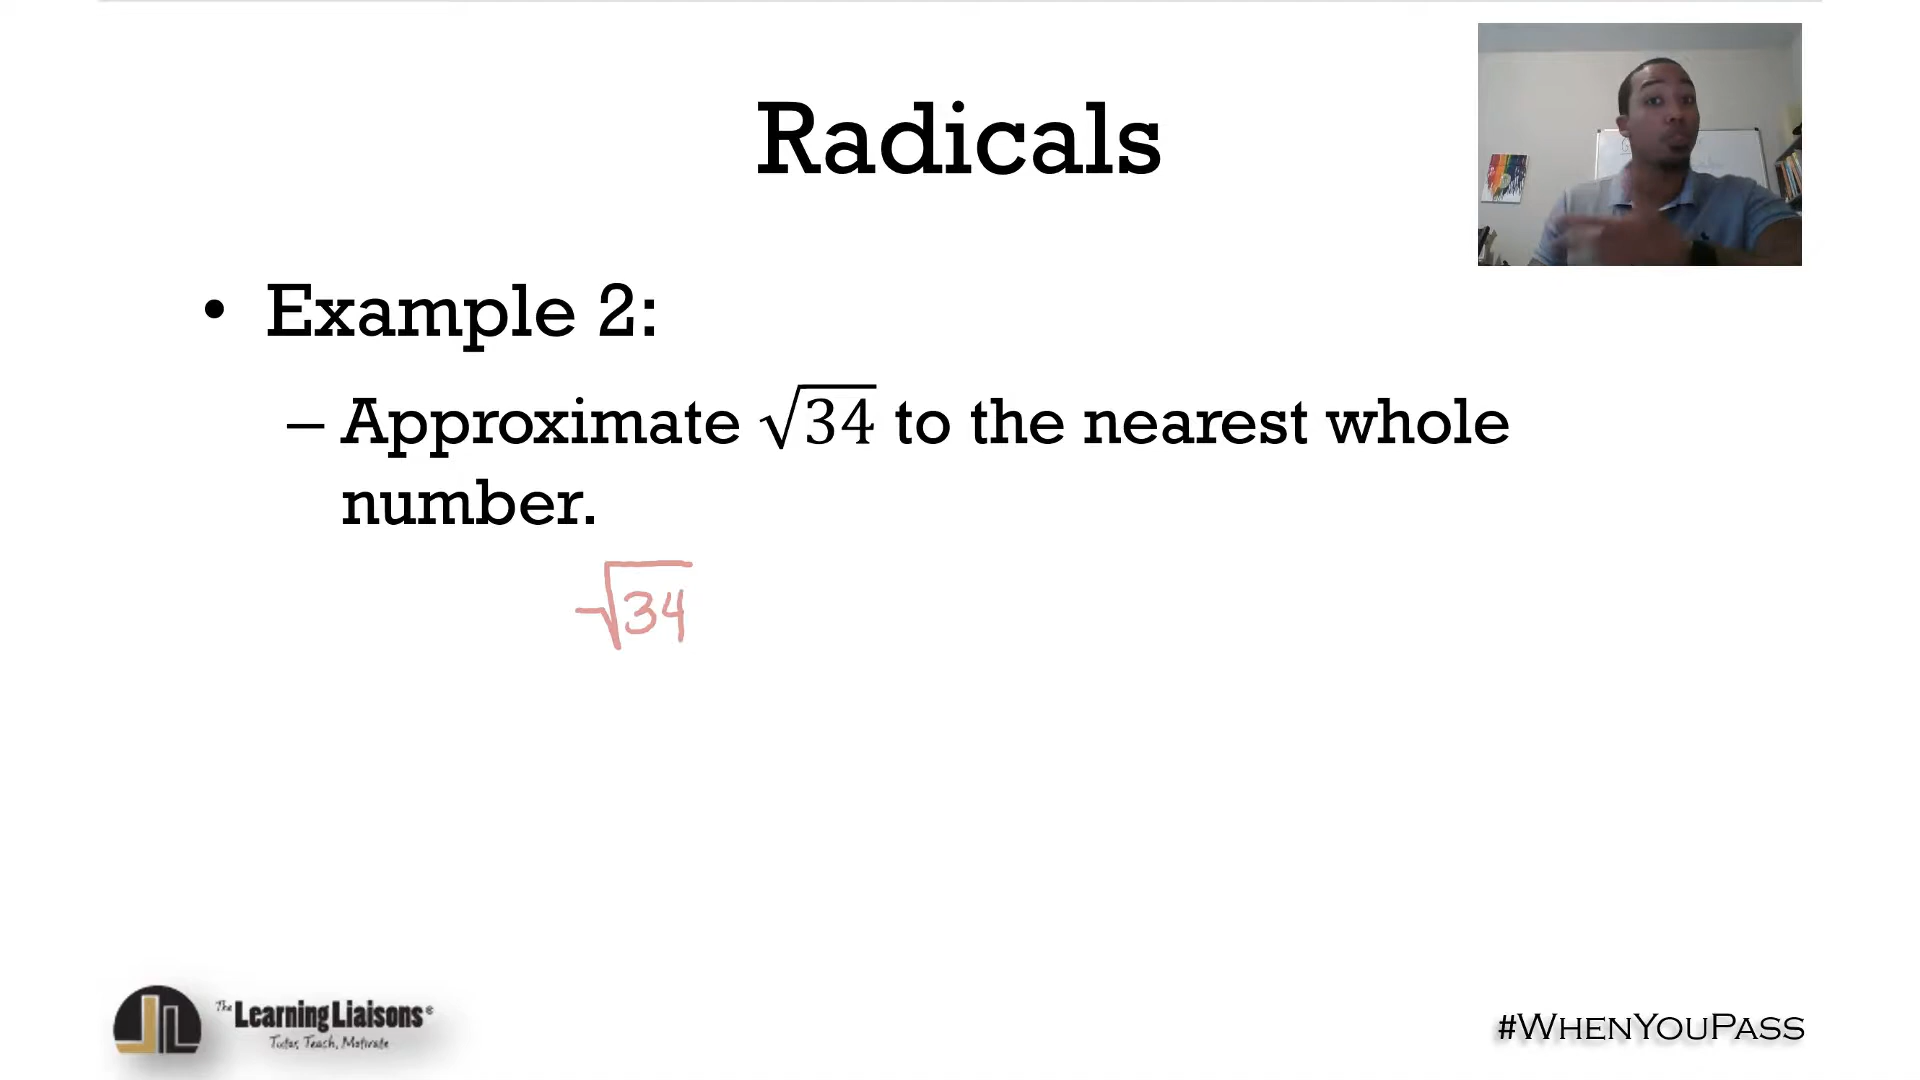 Radicals
• Example 2:
– Approximate √34 to the nearest whole
number.
√34
The Learning Liaisons®
Tutor, Teach, Motivate
#WhenYouPass